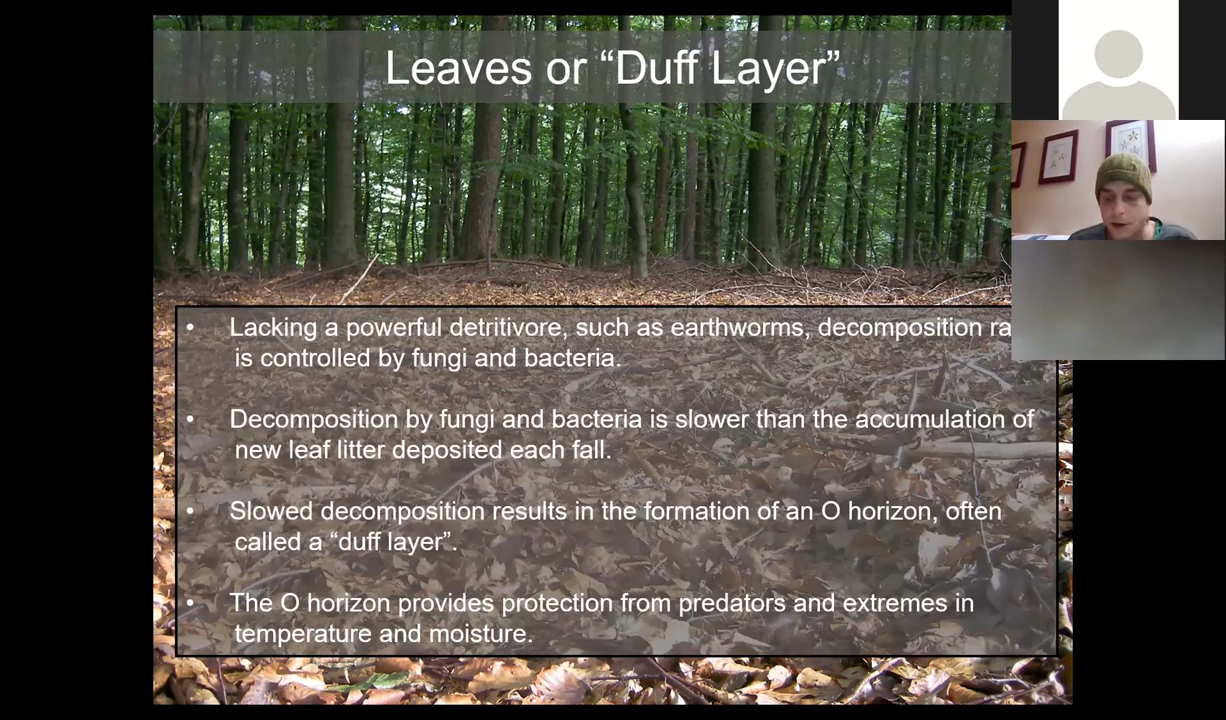 Leaves or “Duff Layer”
• Lacking a powerful detritivore, such as earthworms, decomposition
is controlled by fungi and bacteria.
• Decomposition by fungi and bacteria is slower than the accumulation of
new leaf litter deposited each fall.
• Slowed decomposition results in the formation of an O horizon, often
called a “duff layer”.
• The O horizon provides protection from predators and extremes in
temperature and moisture.